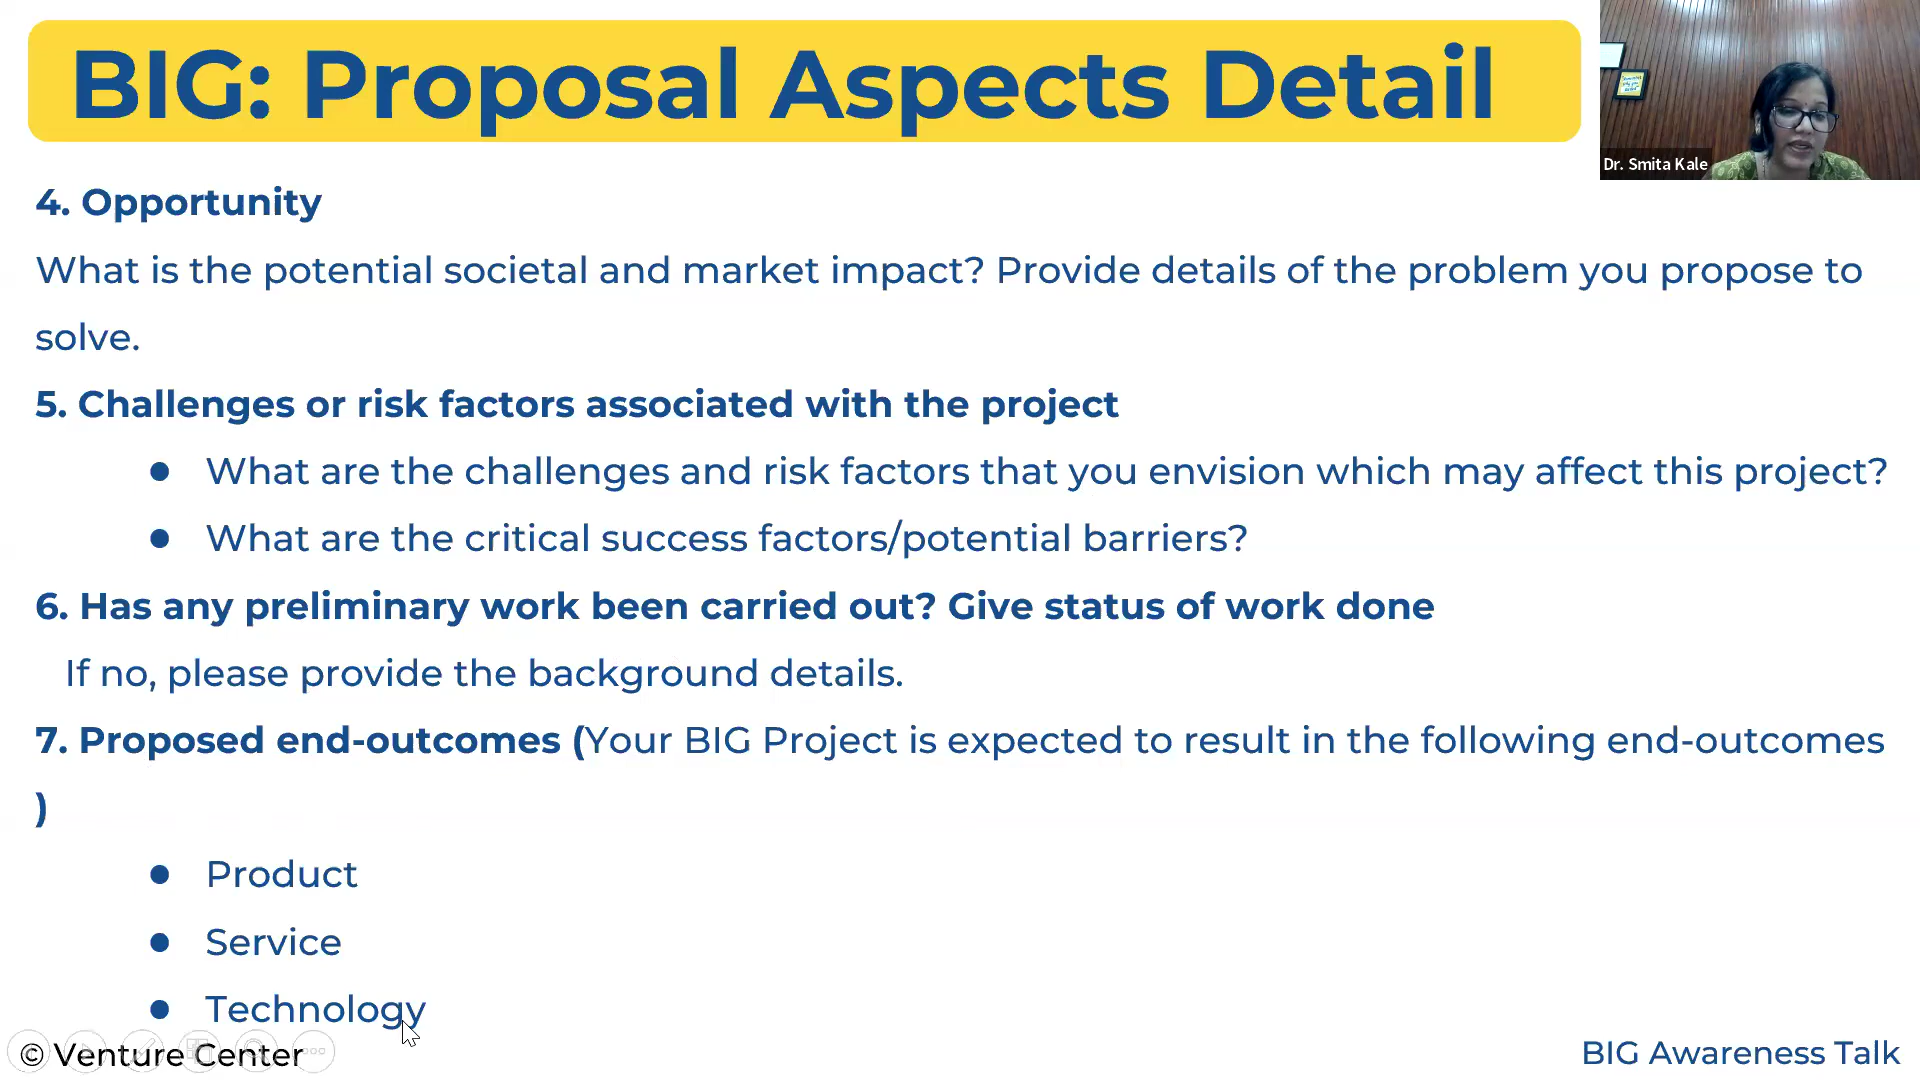 BIG: Proposal Aspects Detail
Dr. Smita Kale
4. Opportunity
What is the potential societal and market impact? Provide details of the problem you propose to
solve.
5. Challenges or risk factors associated with the project
● What are the challenges and risk factors that you envision which may affect this project?
● What are the critical success factors/potential barriers?
6. Has any preliminary work been carried out? Give status of work done
If no, please provide the background details.
7. Proposed end-outcomes (Your BIG Project is expected to result in the following end-outcomes
)
● Product
● Service
● Technology
© Venture Center
BIG Awareness Talk